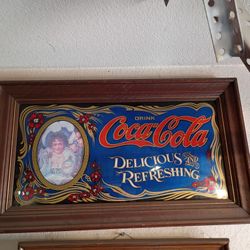 DRINK
Coca-Cola
DELICIOUS AND
REFRESHING